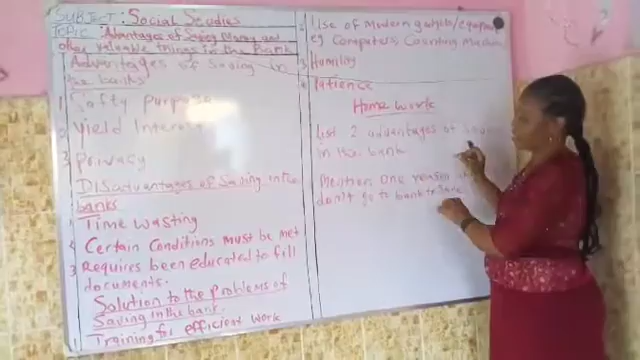 SUBJECT: Social Studies
TOPIC: Advantages of Saving Money and
other valuable things in the Bank
Advantages of Saving in
the banks
1 Safty Purpose
2 Yield Interest
3 Privacy
Disadvantages of Saving in the
banks
1 Time wasting
2 Certain Conditions must be met
3 Requires been educated to fill
documents.
Solution to the problems of
Saving in the bank.
1 Training for efficient work
2 Use of Modern gadgets/equipment
eg Computers, Counting Machine
3 Humility
4 Patience
Home work
List 2 advantages of
in the bank
Mention One reason
don't go to bank to save